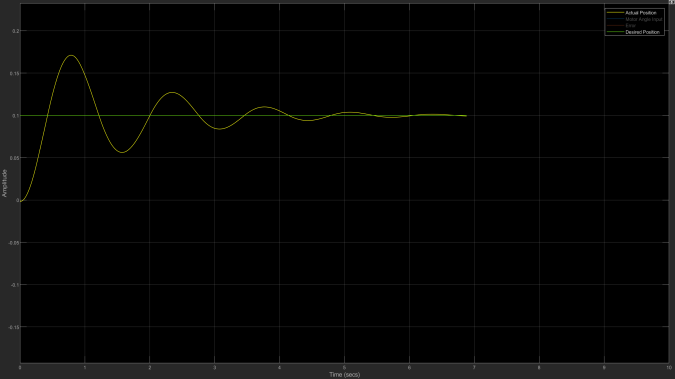 Actual Position
Motor Angle Input
Error
Desired Position
0.2
0.15
0.1
0.05
0
-0.05
-0.1
-0.15
Amplitude
0 1 2 3 4 5 6 7 8 9 10
Time (secs)